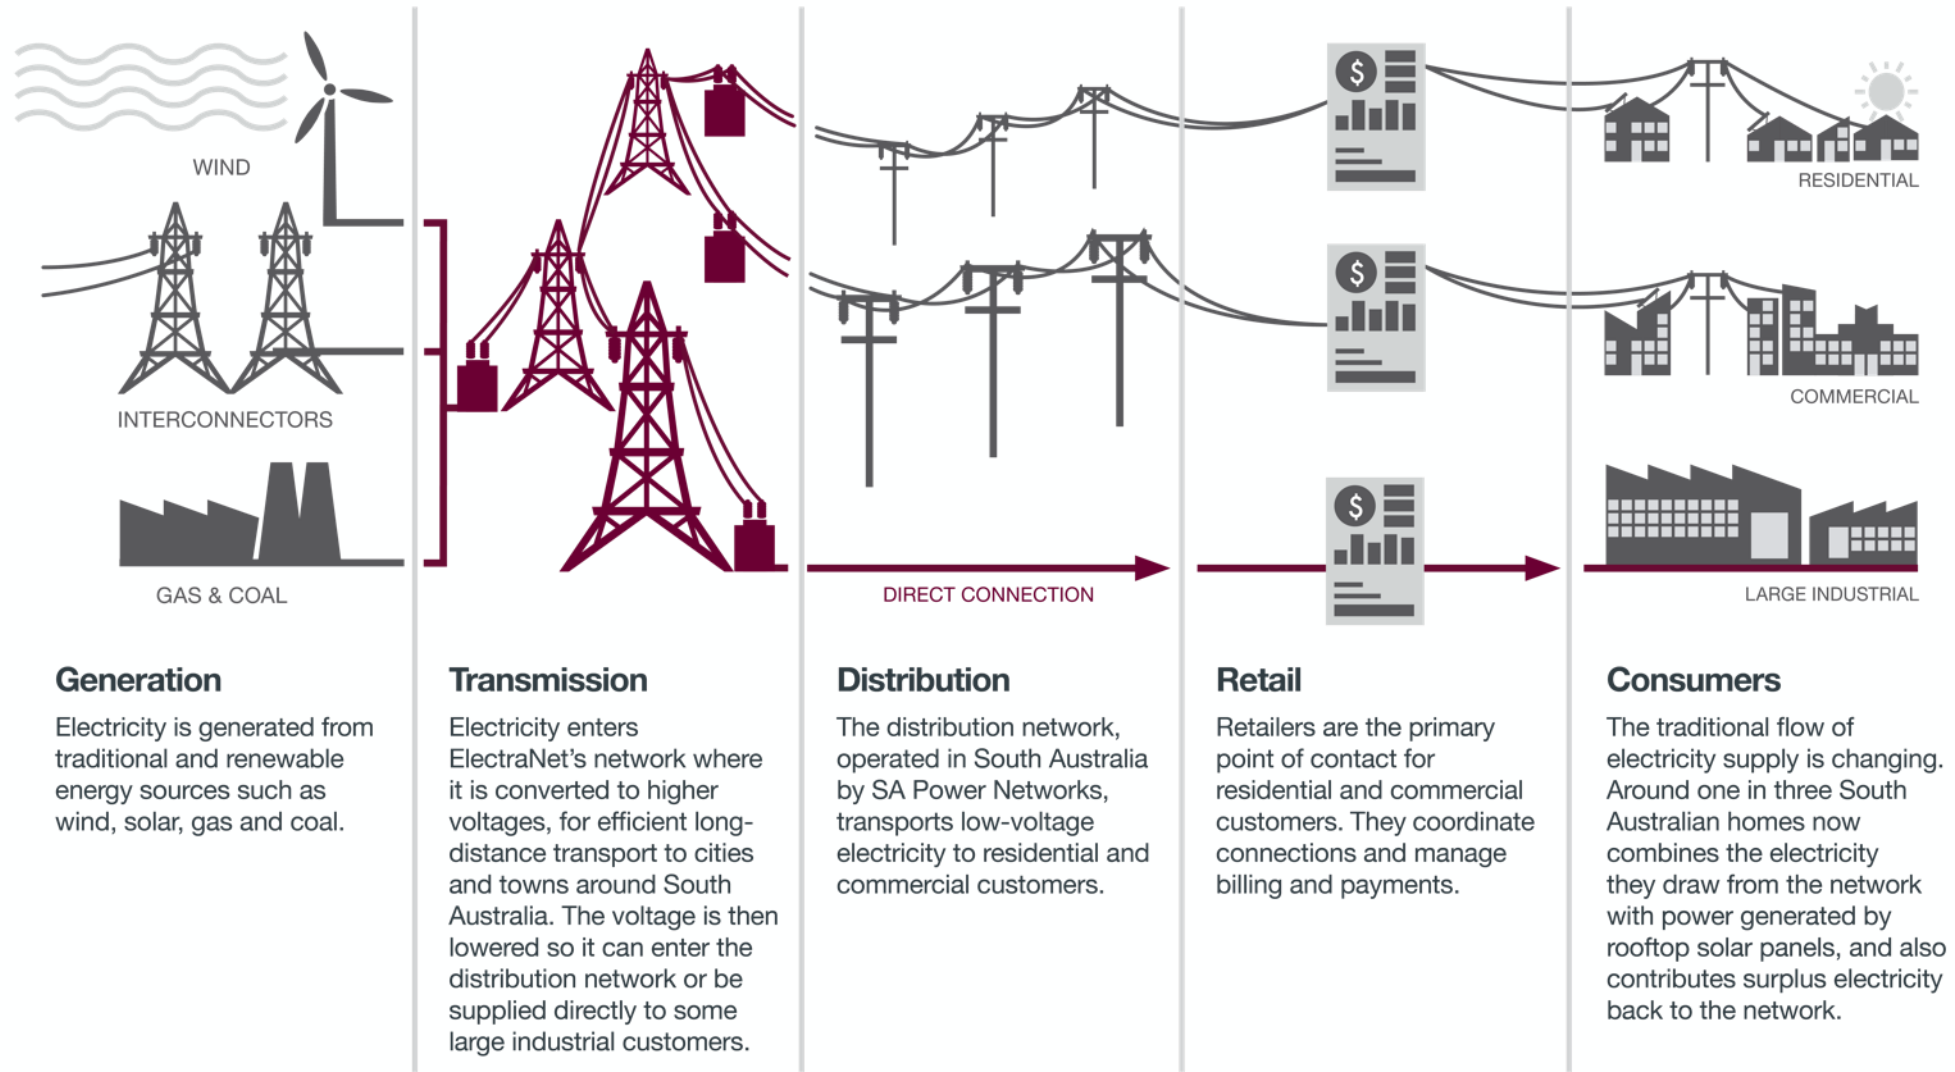 WIND
INTERCONNECTORS
GAS & COAL
DIRECT CONNECTION
$
$
$
RESIDENTIAL
COMMERCIAL
LARGE INDUSTRIAL
Generation
Electricity is generated from
traditional and renewable
energy sources such as
wind, solar, gas and coal.
Transmission
Electricity enters
ElectraNet's network where
it is converted to higher
voltages, for efficient long-
distance transport to cities
and towns around South
Australia. The voltage is then
lowered so it can enter the
distribution network or be
supplied directly to some
large industrial customers.
Distribution
The distribution network,
operated in South Australia
by SA Power Networks,
transports low-voltage
electricity to residential and
commercial customers.
Retail
Retailers are the primary
point of contact for
residential and commercial
customers. They coordinate
connections and manage
billing and payments.
Consumers
The traditional flow of
electricity supply is changing.
Around one in three South
Australian homes now
combines the electricity
they draw from the network
with power generated by
rooftop solar panels, and also
contributes surplus electricity
back to the network.